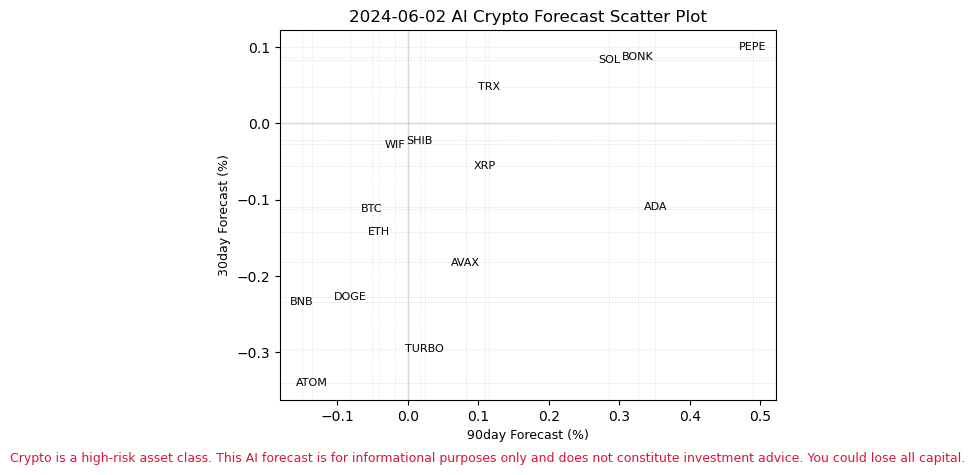 2024-06-02 AI Crypto Forecast Scatter Plot
0.1
PEPE
BONK
SOL
TRX
0.0
SHIB
WIF
XRP
30day Forecast (%)
−0.1
ADA
BTC
ETH
AVAX
−0.2
DOGE
BNB
TURBO
−0.3
ATOM
−0.1 0.0 0.1 0.2 0.3 0.4 0.5
90day Forecast (%)
Crypto is a high-risk asset class. This AI forecast is for informational purposes only and does not constitute investment advice. You could lose all capital.